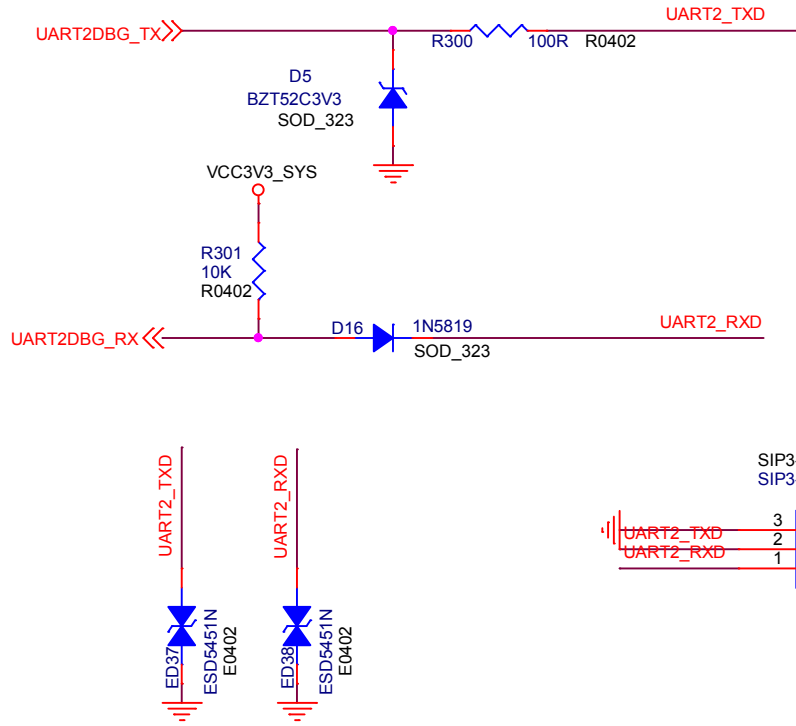 UART2_TXD
UART2DBG_TX
R300 100R R0402
D5
BZT52C3V3
SOD_323
VCC3V3_SYS
R301
10K
R0402
UART2DBG_RX
D16 1N5819
SOD_323
UART2_RXD
UART2_TXD
UART2_RXD
ED37
ESD5451N
E0402
ED38
ESD5451N
E0402
SIP3-
SIP3-
3
UART2_TXD 2
UART2_RXD 1